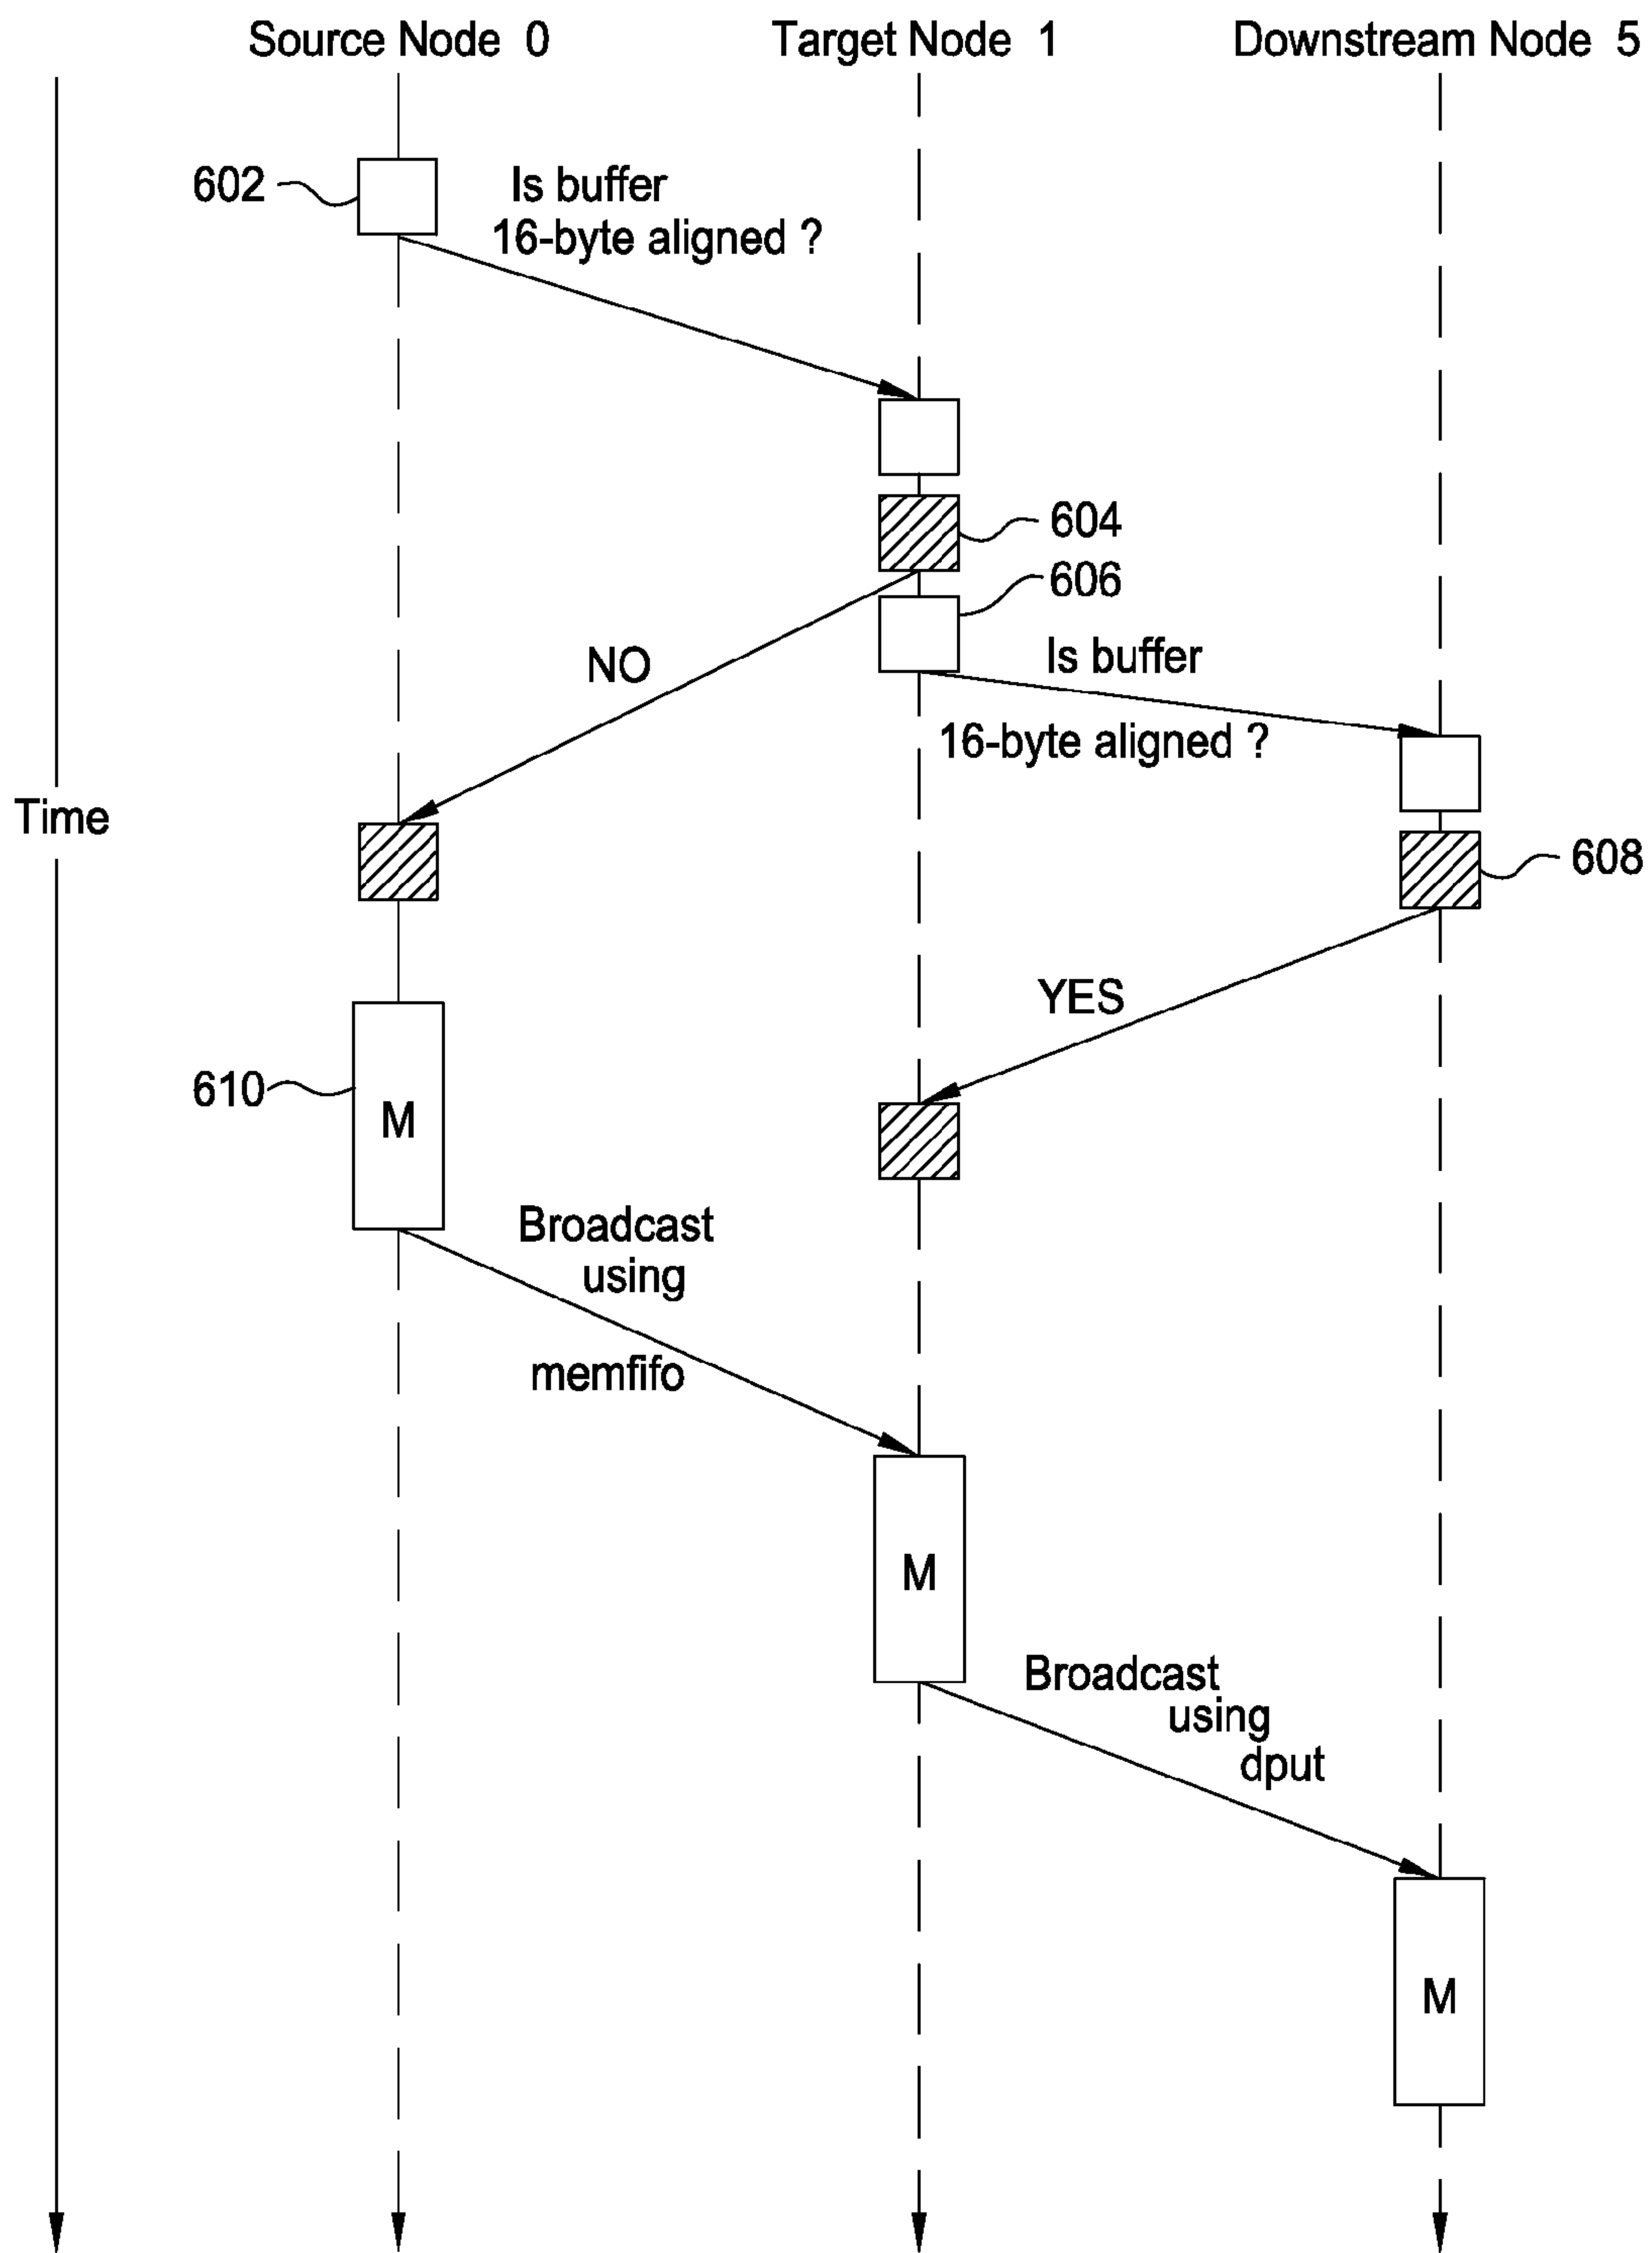 Source Node 0
Target Node 1
Downstream Node 5
602
Is buffer
16-byte aligned ?
604
606
NO
Is buffer
16-byte aligned ?
Time
608
YES
610
M
Broadcast
using
memfifo
M
Broadcast
using
dput
M